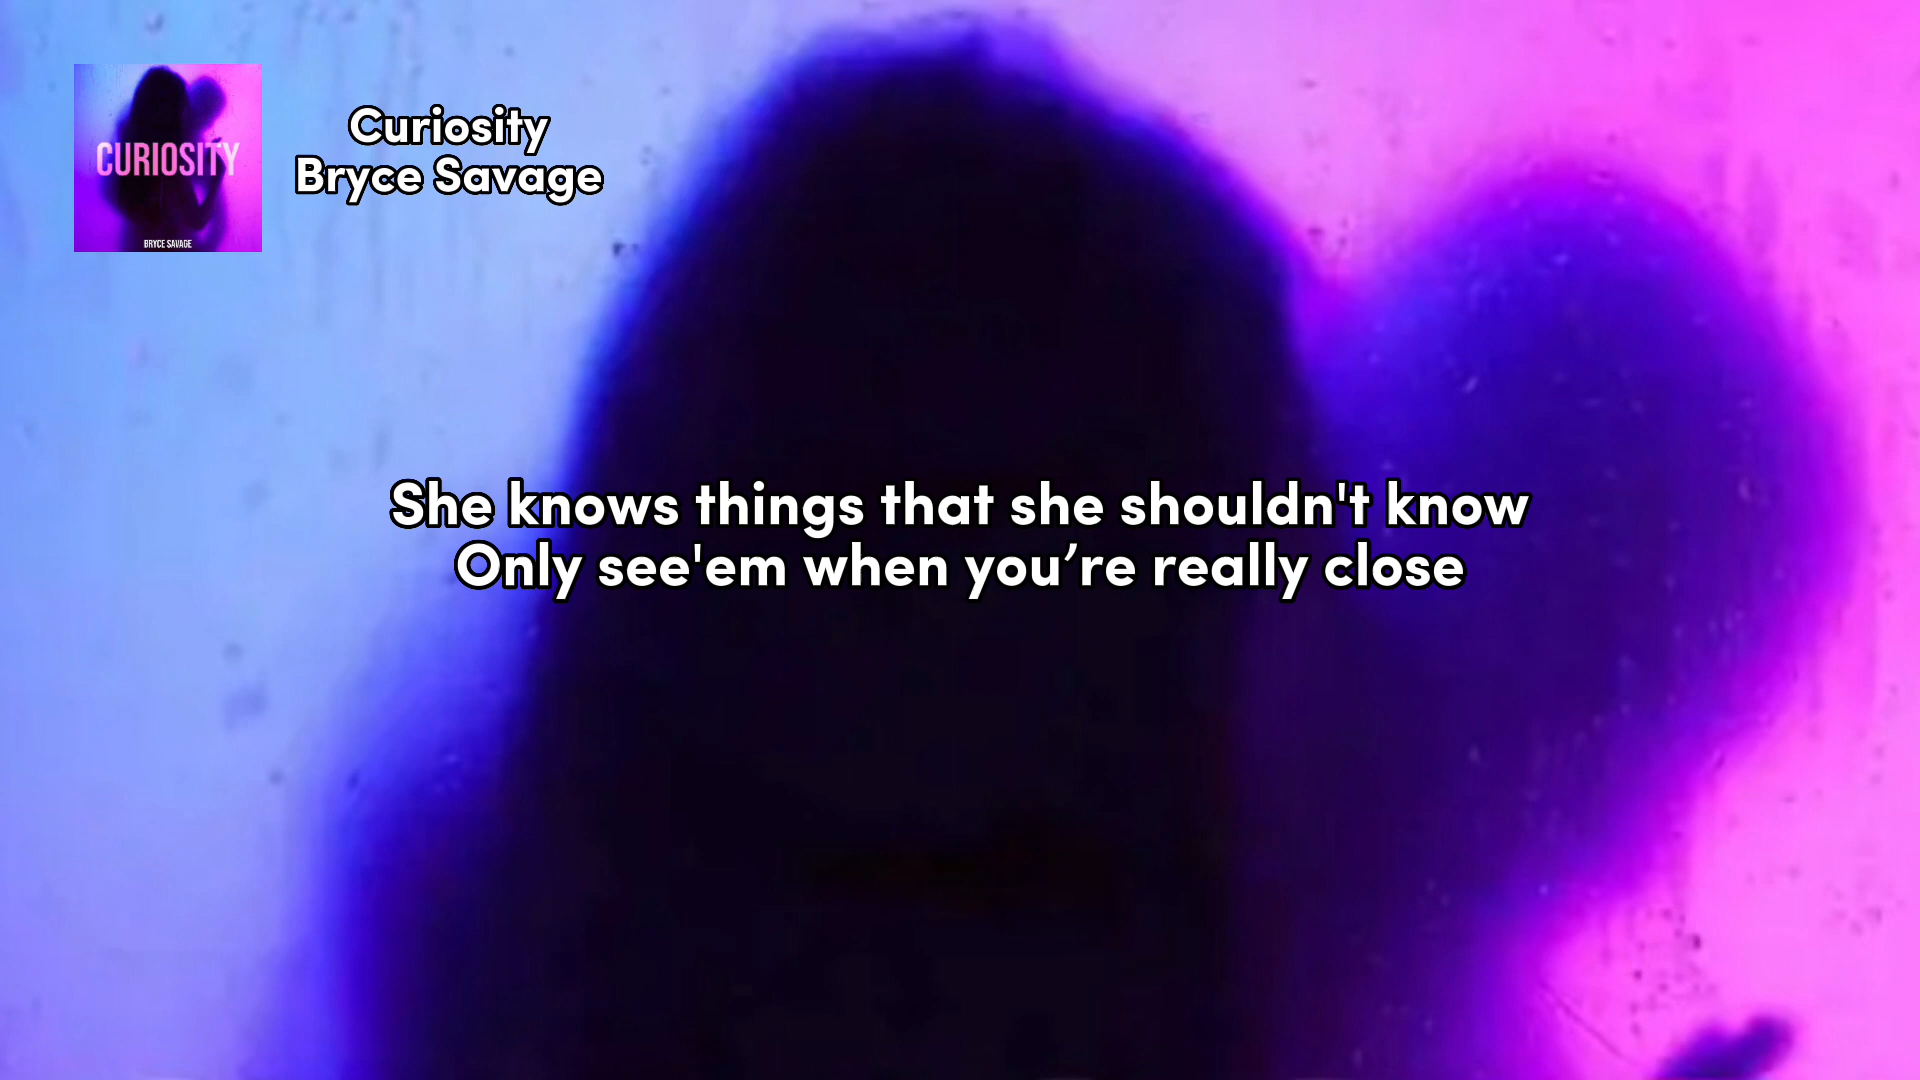 CURIOSITY
BRYCE SAVAGE
Curiosity
Bryce Savage
She knows things that she shouldn't know
Only see'em when you’re really close